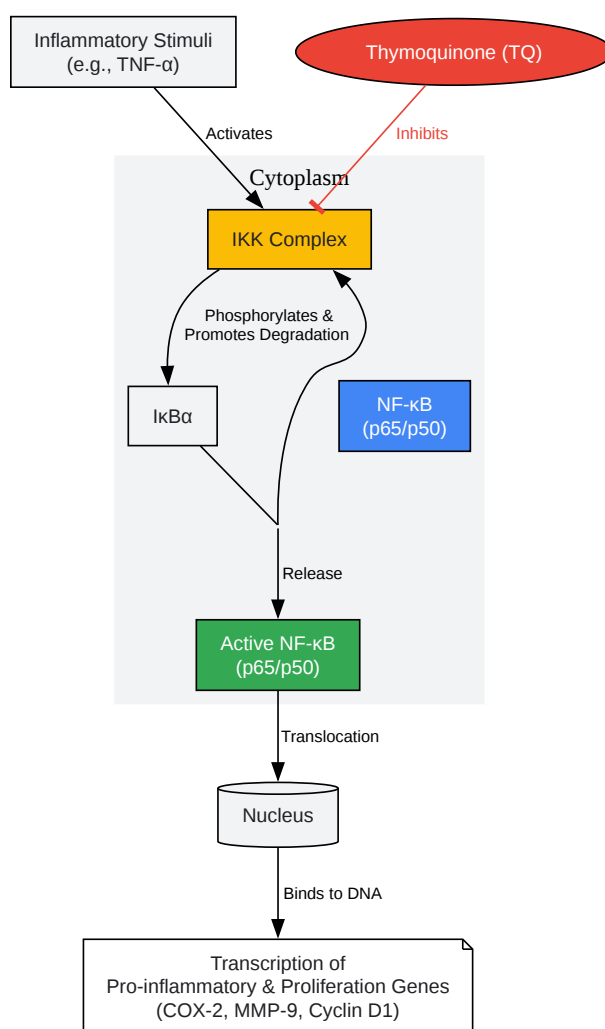 Inflammatory Stimuli
(e.g., TNF-α)
Thymoquinone (TQ)
Activates
Inhibits
Cytoplasm
IKK Complex
Phosphorylates &
Promotes Degradation
IκBα
NF-κB
(p65/p50)
Release
Active NF-κB
(p65/p50)
Translocation
Nucleus
Binds to DNA
Transcription of
Pro-inflammatory & Proliferation Genes
(COX-2, MMP-9, Cyclin D1)